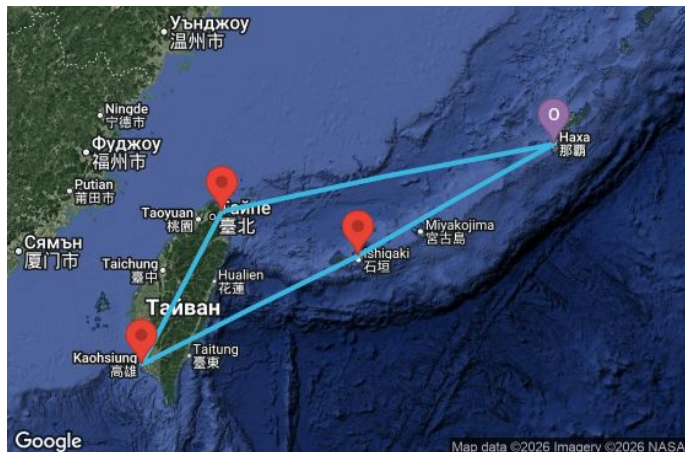 Уънджоу
温州市
Ningde
宁德市
Фуджоу
福州市
Putian
莆田市
Сямън
厦门市
О
Наха
那覇
Тайпе
臺北
Taoyuan
桃園
Miyakojima
宮古島
Ishigaki
石垣
Taichung
臺中
Hualien
花蓮
Тайван
Kaohsiung
高雄
Taitung
臺東
Google
Map data ©2026 Imagery ©2026 NASA